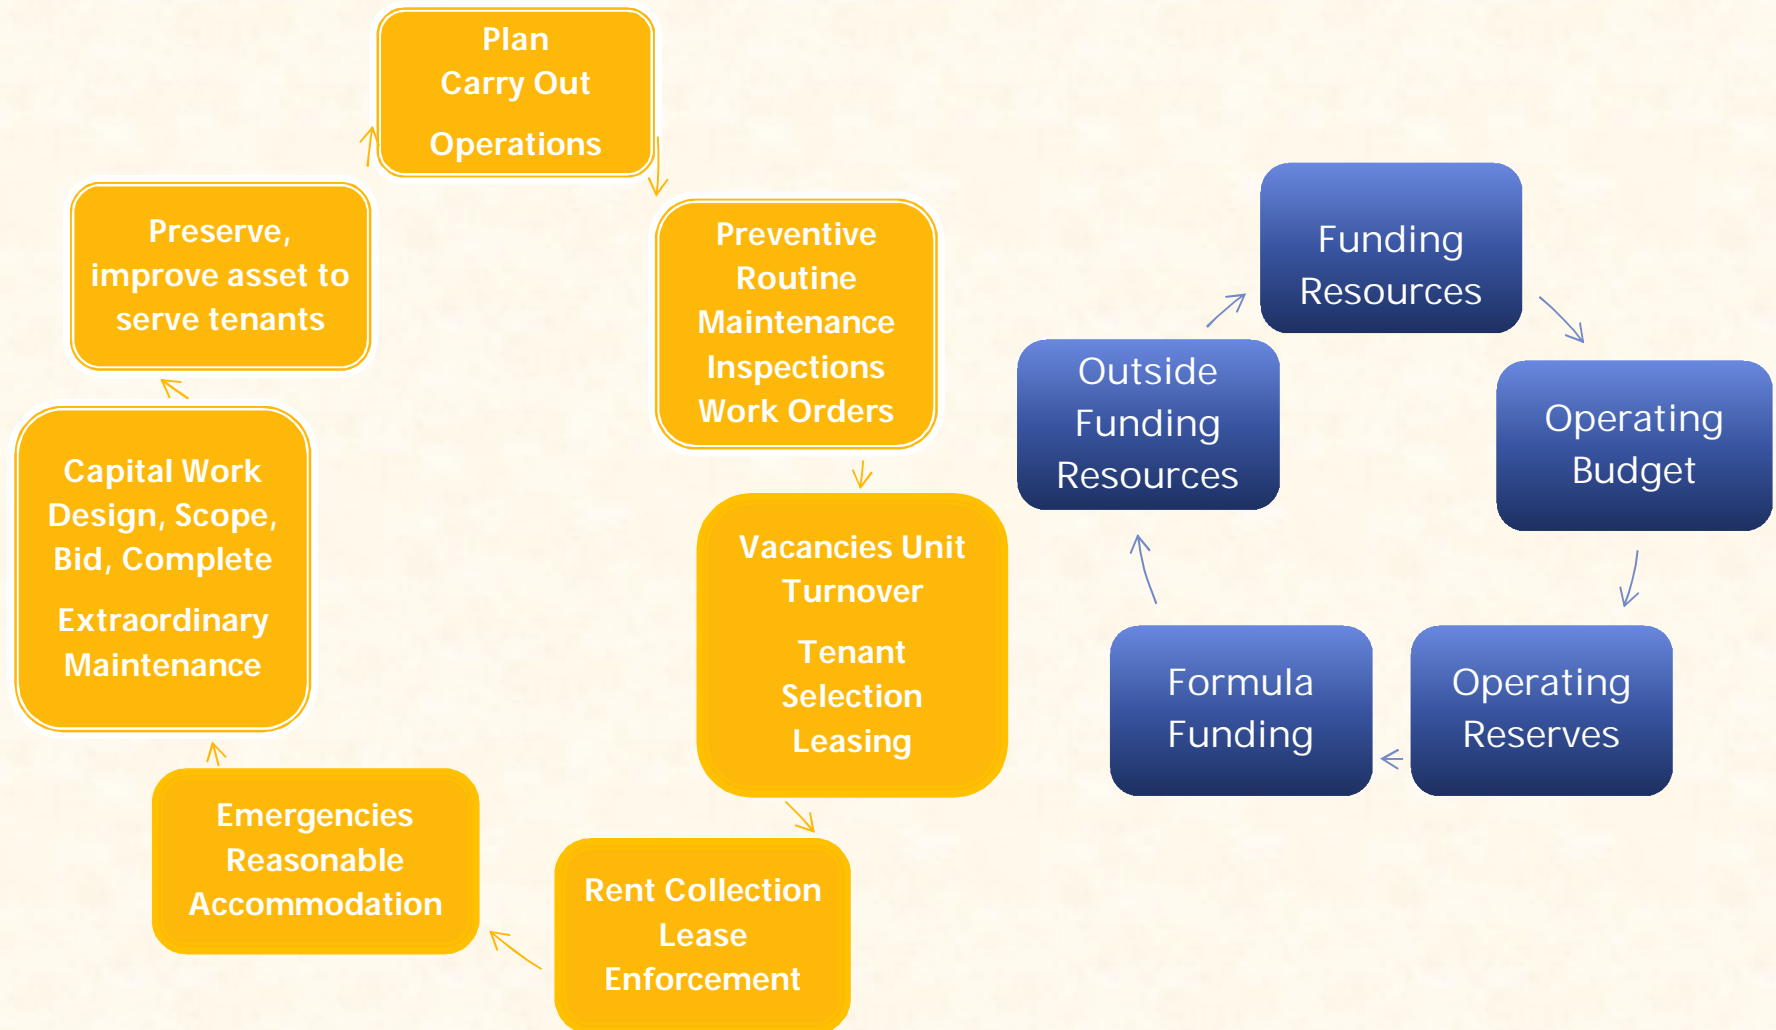 Plan
Carry Out
Operations
Preventive
Routine
Maintenance
Inspections
Work Orders
Vacancies Unit
Turnover
Tenant
Selection
Leasing
Rent Collection
Lease
Enforcement
Emergencies
Reasonable
Accommodation
Capital Work
Design, Scope,
Bid, Complete
Extraordinary
Maintenance
Preserve,
improve asset to
serve tenants
Funding
Resources
Operating
Budget
Operating
Reserves
Formula
Funding
Outside
Funding
Resources